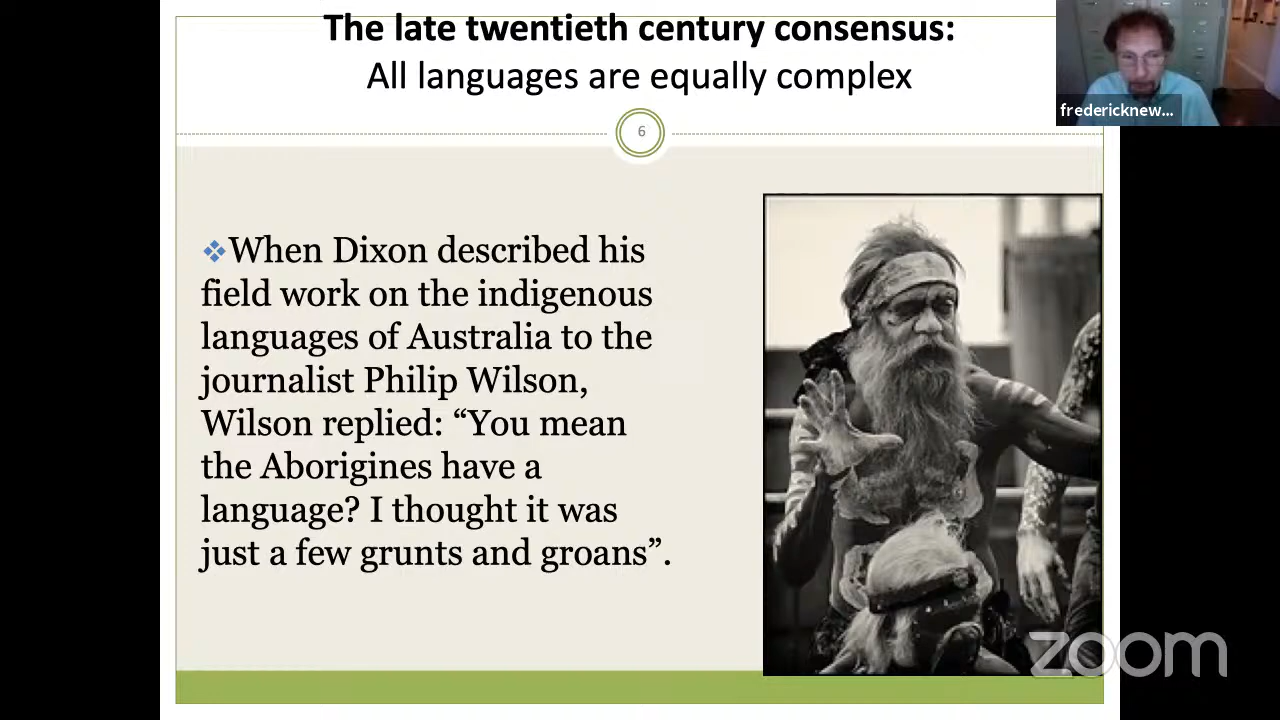 The late twentieth century consensus:
All languages are equally complex
fredericknew...
6
❖When Dixon described his
field work on the indigenous
languages of Australia to the
journalist Philip Wilson,
Wilson replied: “You mean
the Aborigines have a
language? I thought it was
just a few grunts and groans”.
zoom